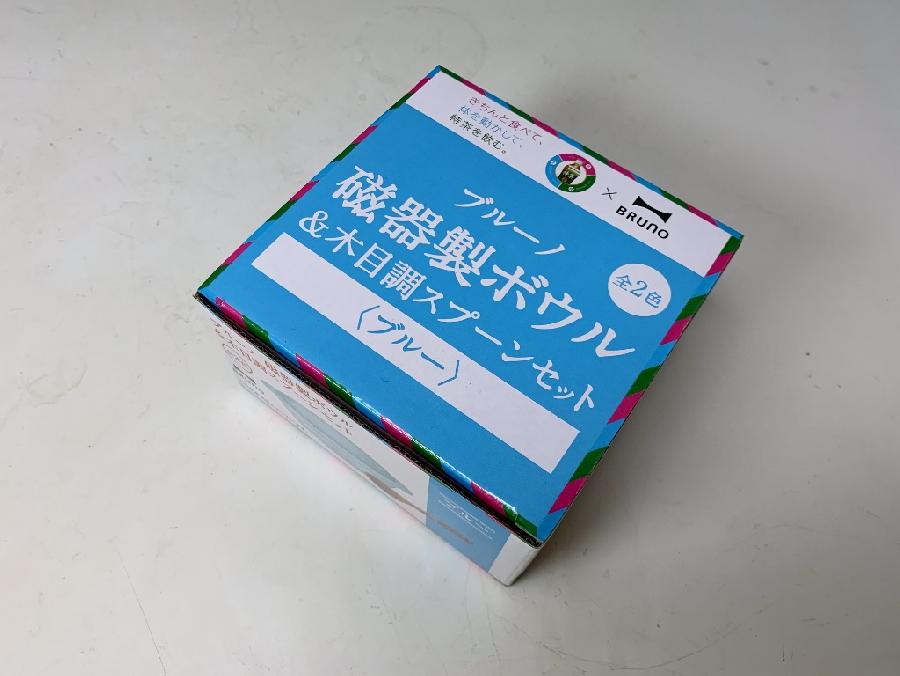 きちんと食べて、
体を動かして、
特茶を飲む。
×
BRUNO
ブルーノ
磁器製ボウル
&木目調スプーンセット
全2色
〈ブルー〉